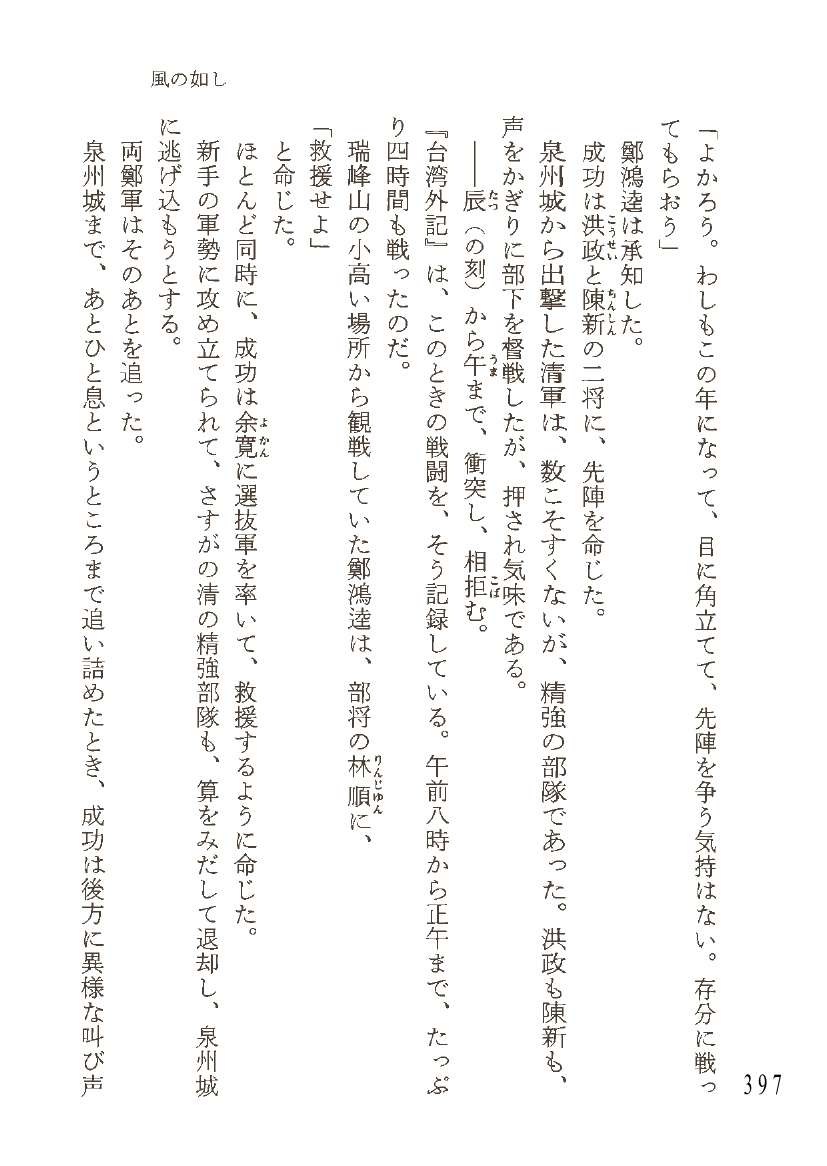 風の如し
「よかろう。わしもこの年になって、目に角立てて、先陣を争う気持はない。存分に戦っ
てもらおう」
鄭鴻逵は承知した。
成功は洪政と陳新の二将に、先陣を命じた。
泉州城から出撃した清軍は、数こそすくないが、精強の部隊であった。洪政も陳新も、
声をかぎりに部下を督戦したが、押され気味である。
――辰（の刻）から午まで、衝突し、相拒む。
『台湾外記』は、このときの戦闘を、そう記録している。午前八時から正午まで、たっぷ
り四時間も戦ったのだ。
瑞峰山の小高い場所から観戦していた鄭鴻逵は、部将の林順に、
「救援せよ」
と命じた。
ほとんど同時に、成功は余寛に選抜軍を率いて、救援するように命じた。
新手の軍勢に攻め立てられて、さすがの清の精強部隊も、算をみだして退却し、泉州城
に逃げ込もうとする。
両鄭軍はそのあとを追った。
泉州城まで、あとひと息というところまで追い詰めたとき、成功は後方に異様な叫び声
397